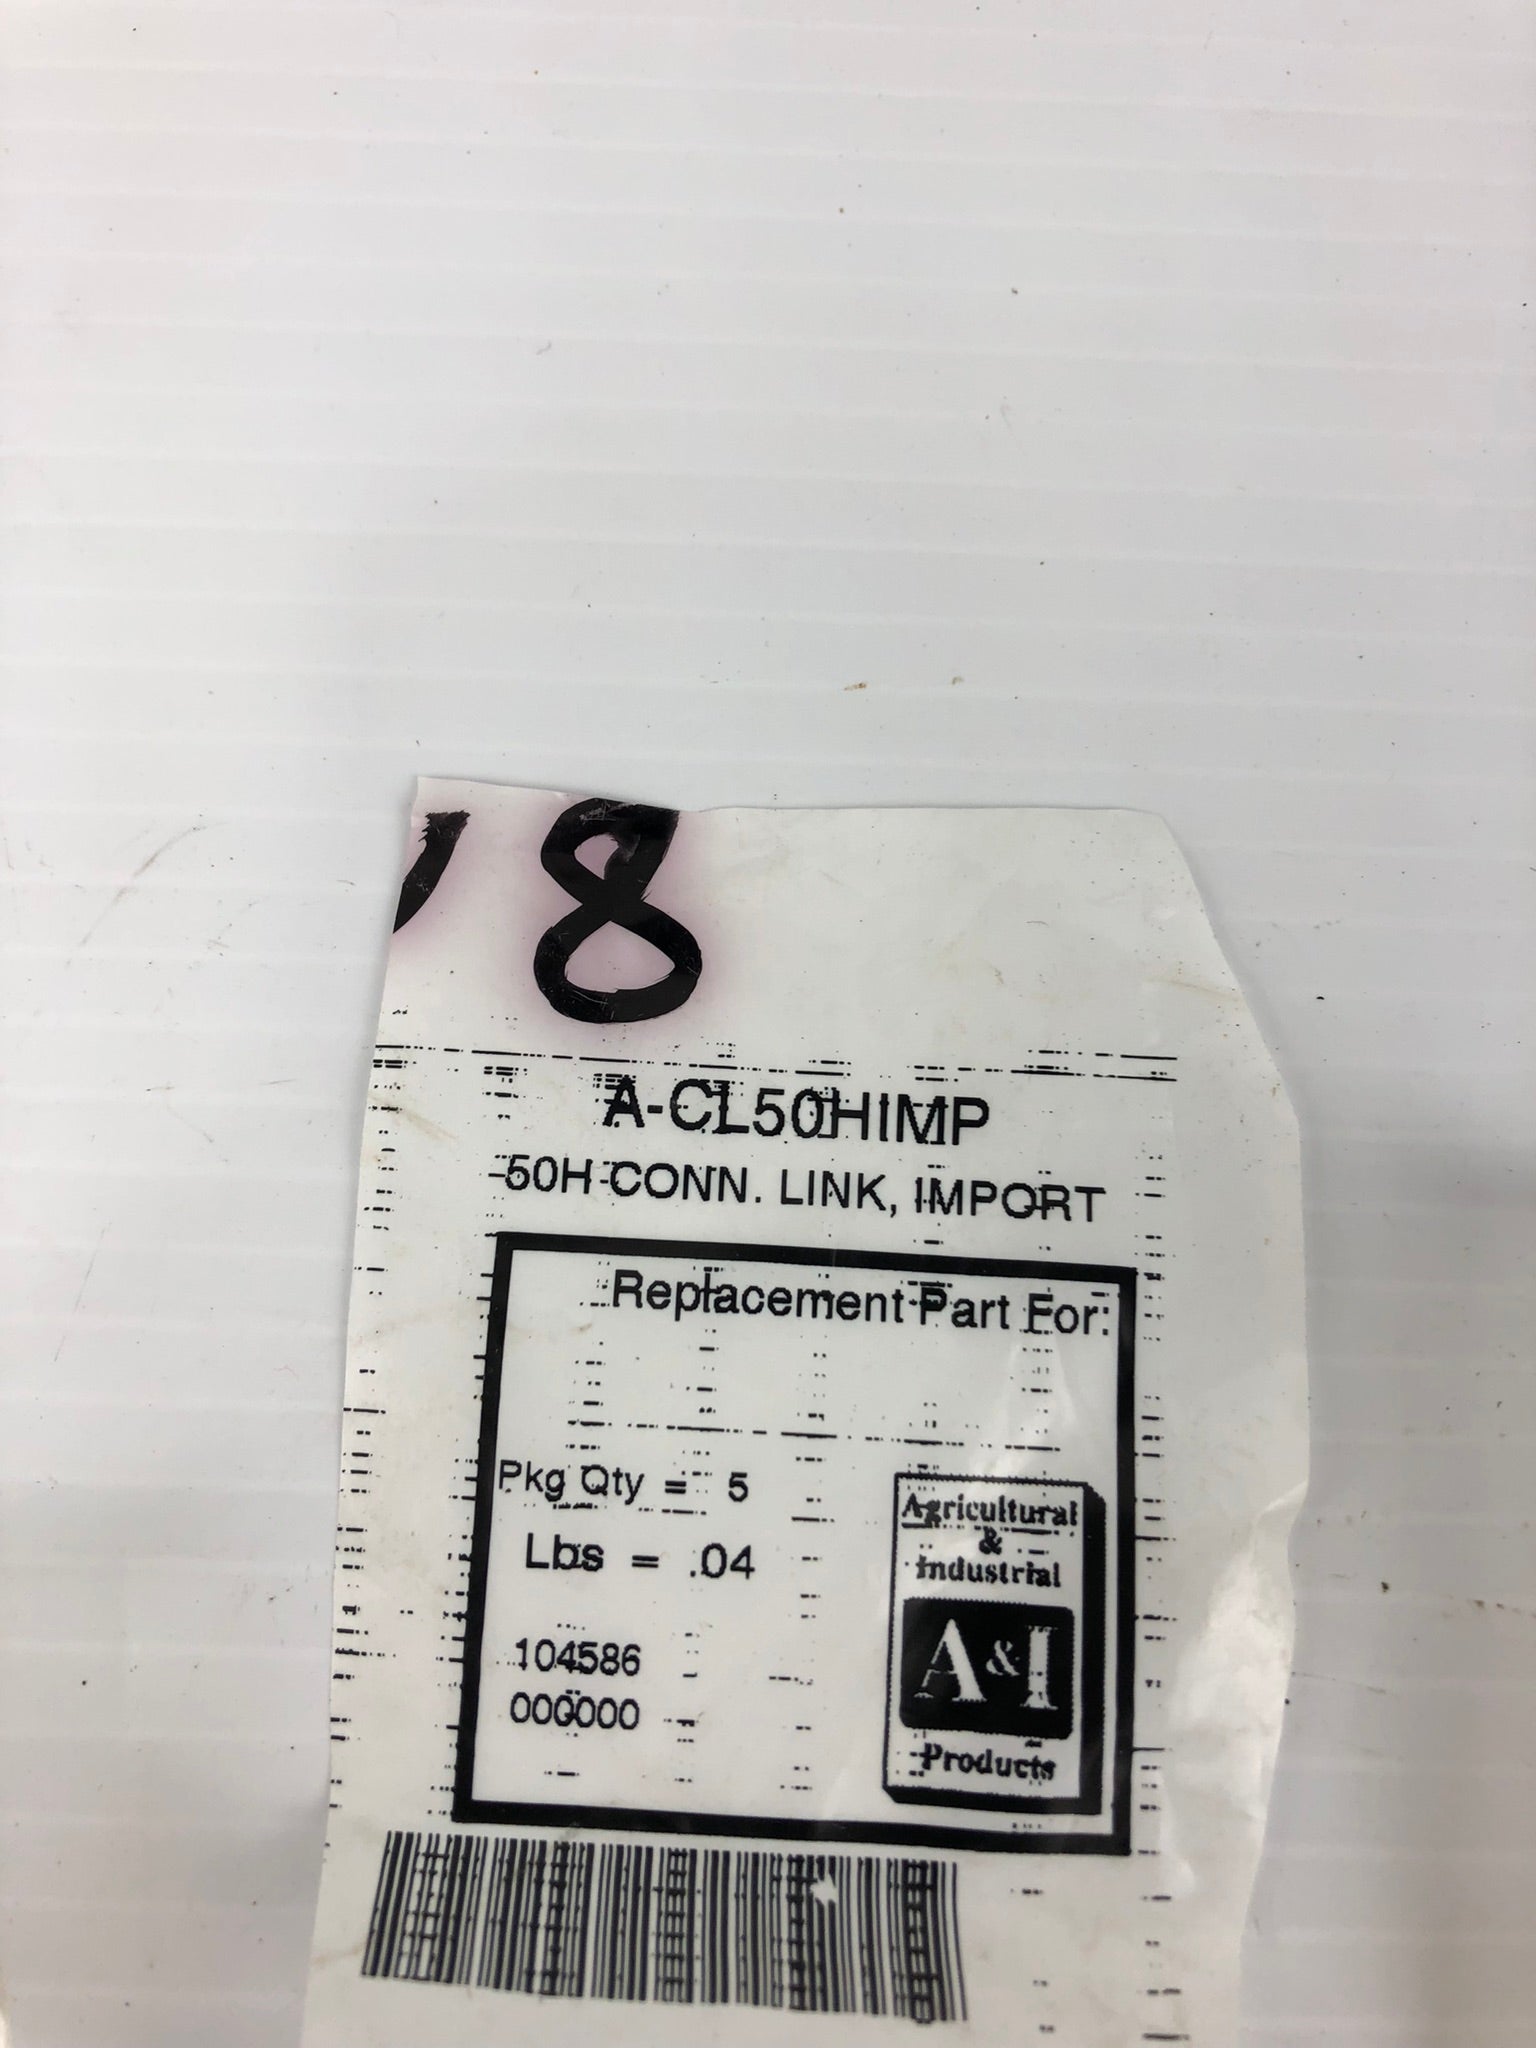 8
A-CL50HIMP
50H CONN. LINK, IMPORT
Replacement Part For:
Pkg Qty = 5
Lbs = .04
104586
000000
Agricultural
&
Industrial
A&I
Products